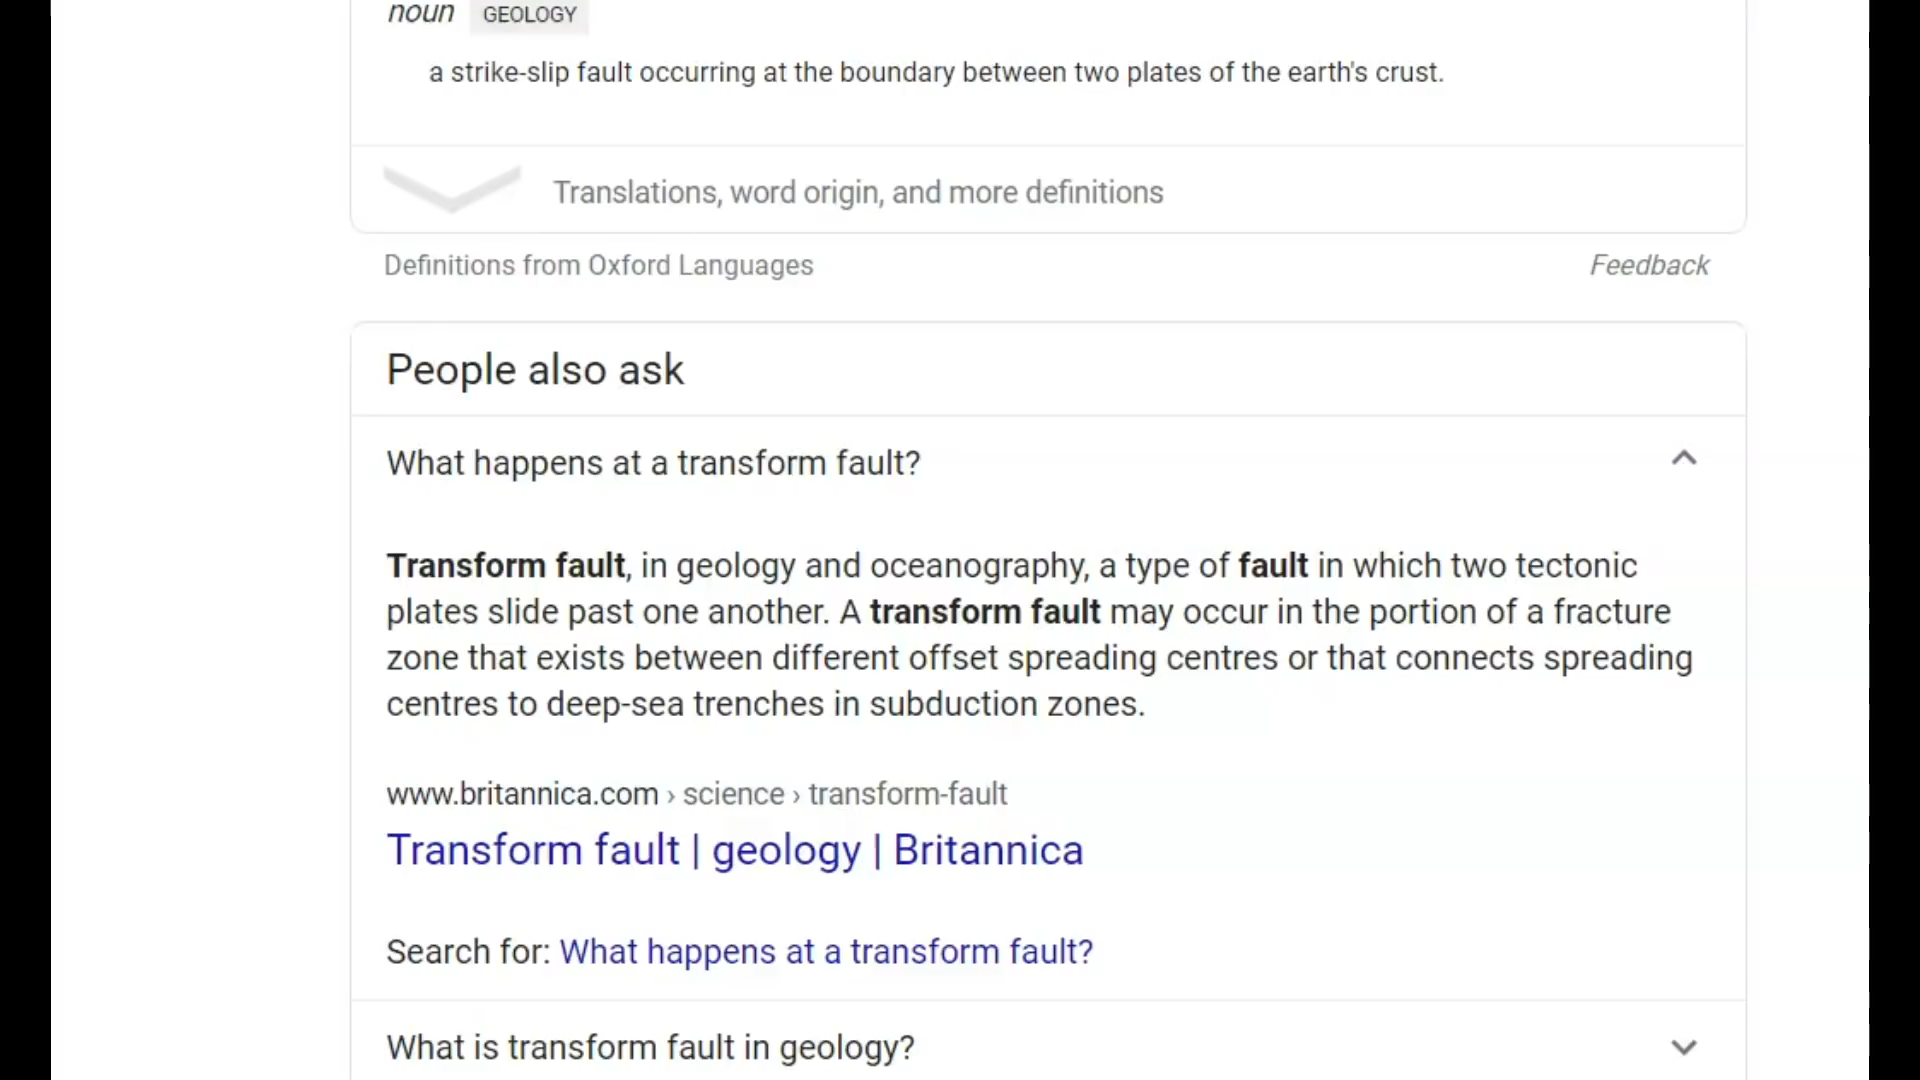 noun GEOLOGY
a strike-slip fault occurring at the boundary between two plates of the earth's crust.
Translations, word origin, and more definitions
Definitions from Oxford Languages Feedback
People also ask
What happens at a transform fault?
Transform fault, in geology and oceanography, a type of fault in which two tectonic
plates slide past one another. A transform fault may occur in the portion of a fracture
zone that exists between different offset spreading centres or that connects spreading
centres to deep-sea trenches in subduction zones.
www.britannica.com › science › transform-fault
Transform fault | geology | Britannica
Search for: What happens at a transform fault?
What is transform fault in geology?